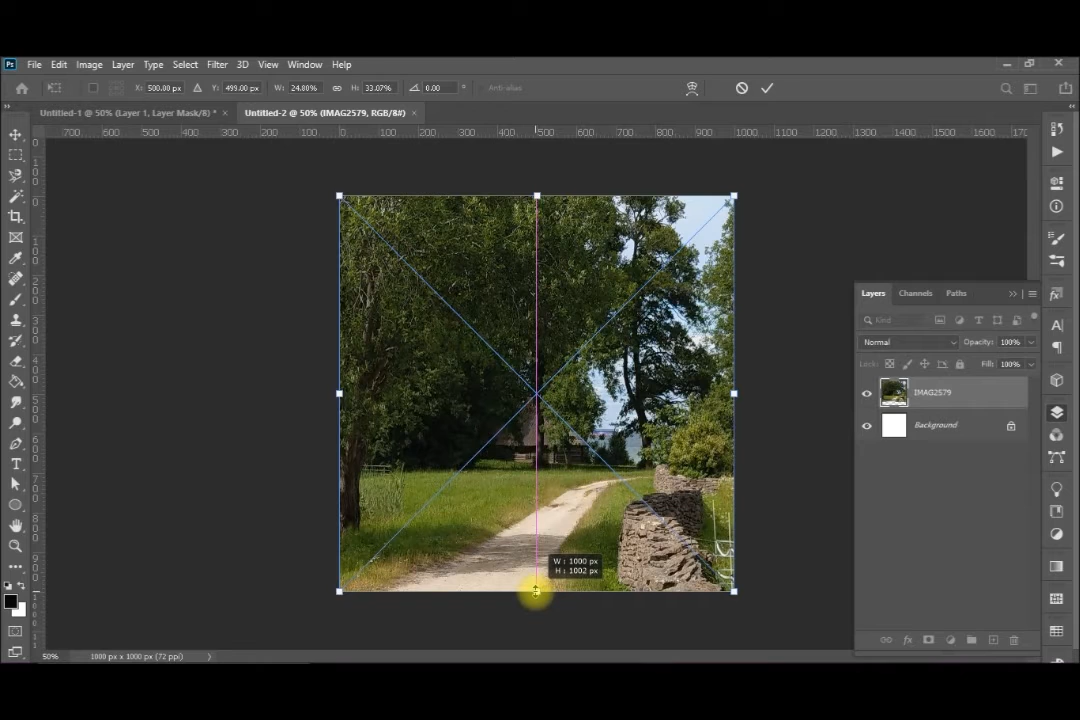 Ps File Edit Image Layer Type Select Filter 3D View Window Help
X: 500.00 px Y: 499.00 px W: 24.80% H: 33.07% 0.00 ° Anti-alias
Untitled-1 @ 50% (Layer 1, Layer Mask/8) * × Untitled-2 @ 50% (IMAG2579, RGB/8#) ×
700 600 500 400 300 200 100 0 100 200 300 400 500 600 700 800 900 1000 1100 1200 1300 1400 1500 1600
Layers Channels Paths
Kind
Normal Opacity: 100%
Lock: Fill: 100%
IMAG2579
Background
W : 1000 px
H : 1002 px
50% 1000 px x 1000 px (72 ppi)